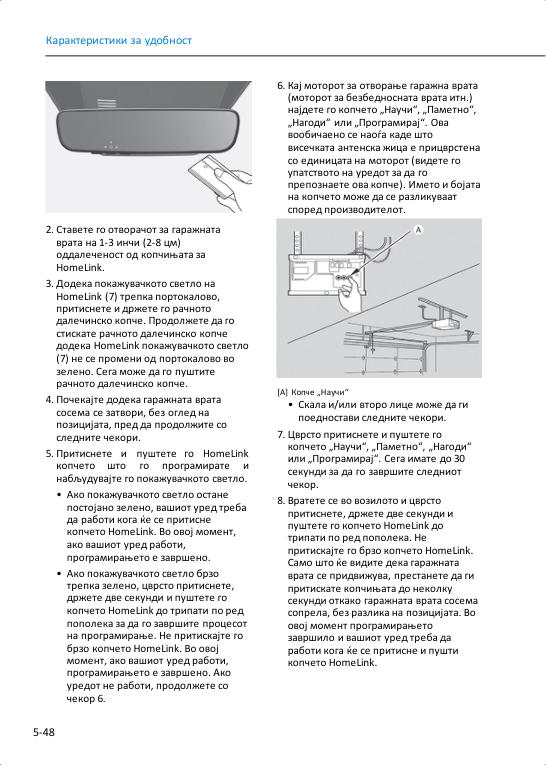 Карактеристики за удобност
2. Ставете го отворачот за гаражната
врата на 1-3 инчи (2-8 цм)
оддалеченост од копчињата за
HomeLink.
3. Додека покажувачкото светло на
HomeLink (7) трепка портокалово,
притиснете и држете го рачното
далечинско копче. Продолжете да го
стискате рачното далечинско копче
додека HomeLink покажувачкото светло
(7) не се промени од портокалово во
зелено. Сега може да го пуштите
рачното далечинско копче.
4. Почекајте додека гаражната врата
сосема се затвори, без оглед на
позицијата, пред да продолжите со
следните чекори.
5. Притиснете и пуштете го HomeLink
копчето што го програмирате и
набљудувајте го покажувачкото светло.
• Ако покажувачкото светло остане
постојано зелено, вашиот уред треба
да работи кога ќе се притисне
копчето HomeLink. Во овој момент,
ако вашиот уред работи,
програмирањето е завршено.
• Ако покажувачкото светло брзо
трепка зелено, цврсто притиснете,
држете две секунди и пуштете го
копчето HomeLink до трипати по ред
пополека за да го завршите процесот
на програмирање. Не притискајте го
брзо копчето HomeLink. Во овој
момент, ако вашиот уред работи,
програмирањето е завршено. Ако
уредот не работи, продолжете со
чекор 6.
6. Кај моторот за отворање гаражна врата
(моторот за безбедносната врата итн.)
најдете го копчето „Научи“, „Паметно“,
„Нагоди“ или „Програмирај“. Ова
вообичаено се наоѓа каде што
висечката антенска жица е прицврстена
со единицата на моторот (видете го
упатството на уредот за да го
препознаете ова копче). Името и бојата
на копчето може да се разликуваат
според производителот.
A
[A] Копче „Научи“
• Скала и/или второ лице може да ги
поедностави следните чекори.
7. Цврсто притиснете и пуштете го
копчето „Научи“, „Паметно“, „Нагоди“
или „Програмирај“. Сега имате до 30
секунди за да го завршите следниот
чекор.
8. Вратете се во возилото и цврсто
притиснете, држете две секунди и
пуштете го копчето HomeLink до
трипати по ред пополека. Не
притискајте го брзо копчето HomeLink.
Само што ќе видите дека гаражната
врата се придвижува, престанете да ги
притискате копчињата до неколку
секунди откако гаражната врата сосема
сопрела, без разлика на позицијата. Во
овој момент програмирањето
завршило и вашиот уред треба да
работи кога ќе се притисне и пушти
копчето HomeLink.
5-48